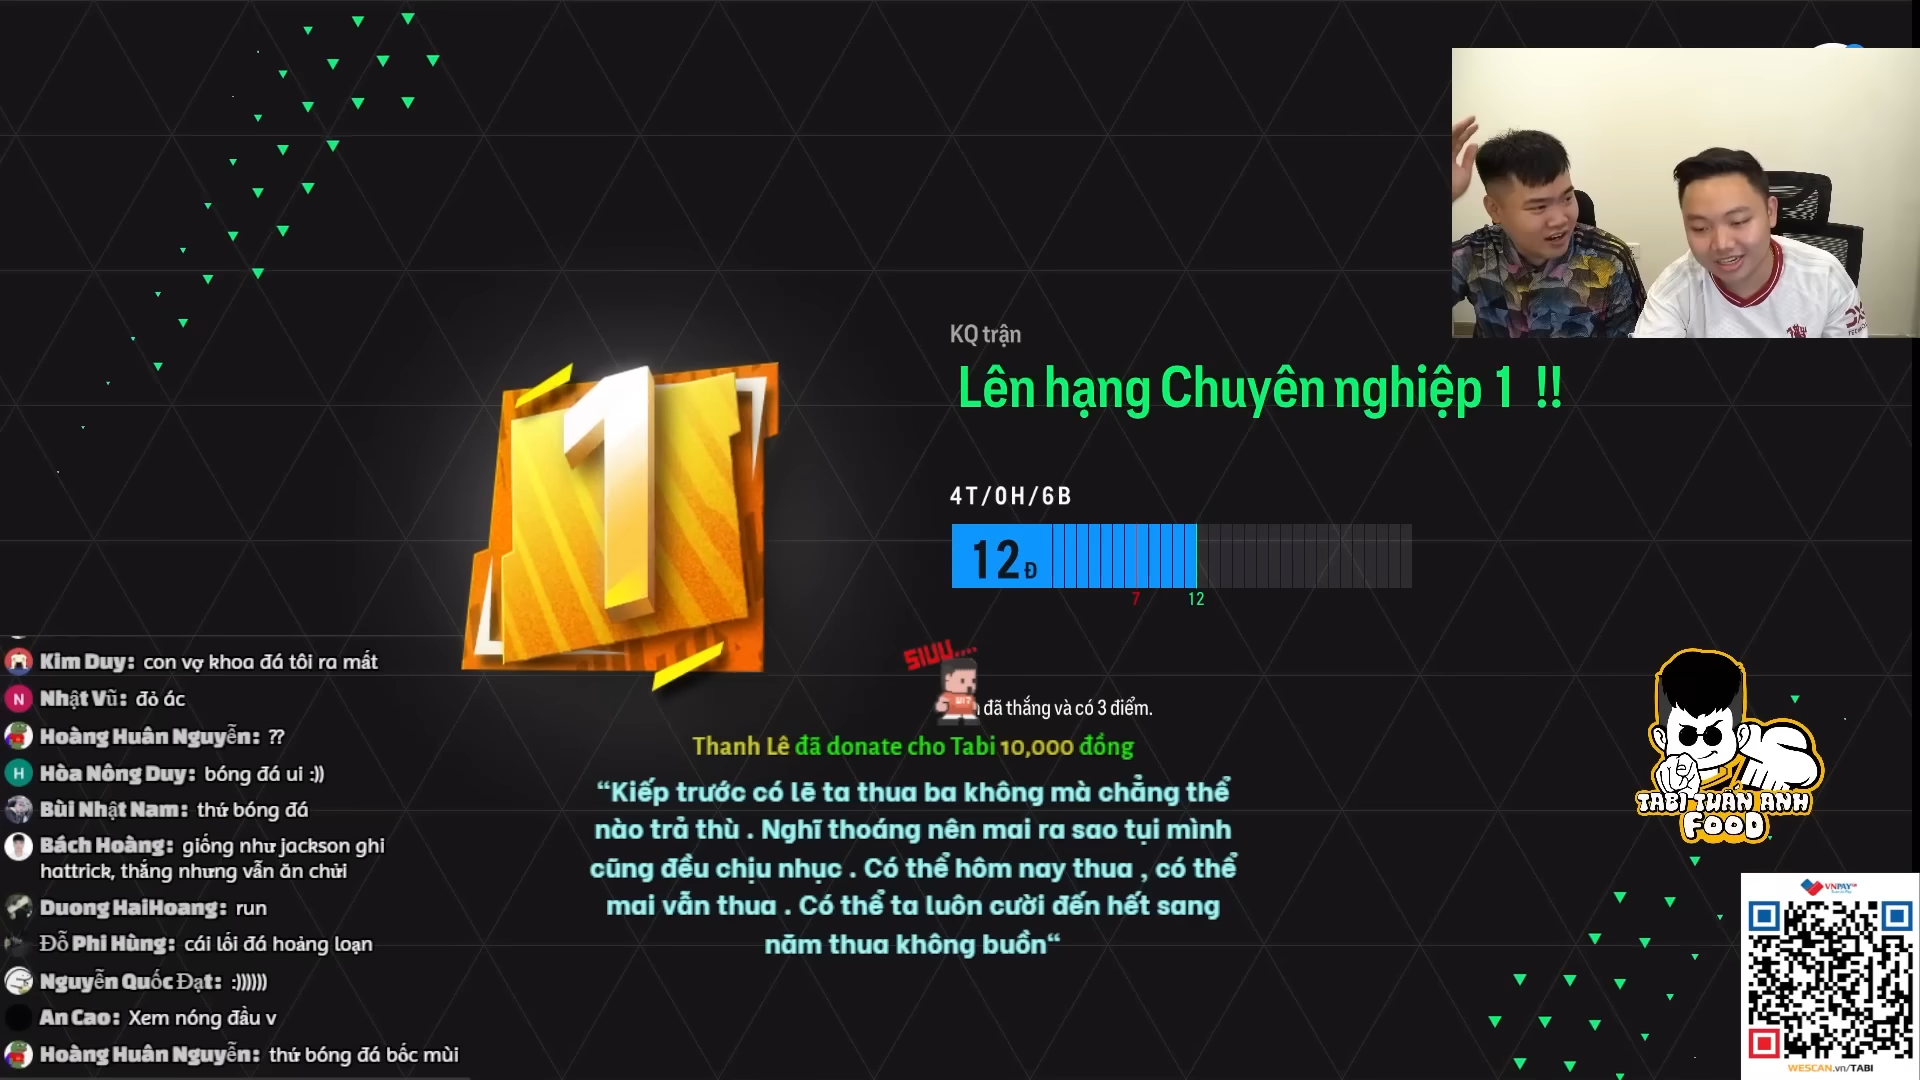 KQ trận
Lên hạng Chuyên nghiệp 1 !!
4T/0H/6B
12Đ
7
12
1
SIUU....
đã thắng và có 3 điểm.
Thanh Lê đã donate cho Tabi 10,000 đồng
“Kiếp trước có lẽ ta thua ba không mà chẳng thể
nào trả thù . Nghĩ thoáng nên mai ra sao tụi mình
cũng đều chịu nhục . Có thể hôm nay thua , có thể
mai vẫn thua . Có thể ta luôn cười đến hết sang
năm thua không buồn“
Kim Duy: con vợ khoa đá tôi ra mất
N Nhật Vũ: đỏ ác
Hoàng Huân Nguyễn: ??
H Hòa Nông Duy: bóng đá ui :))
Bùi Nhật Nam: thứ bóng đá
Bách Hoàng: giống như jackson ghi
hattrick, thắng nhưng vẫn ăn chửi
Duong HaiHoang: run
Đỗ Phi Hùng: cái lối đá hoảng loạn
Nguyễn Quốc Đạt: :))))))
An Cao: Xem nóng đầu v
Hoàng Huân Nguyễn: thứ bóng đá bốc mùi
TABI TUẤN ANH
FOOD
VNPAY
WESCAN.vn/TABI